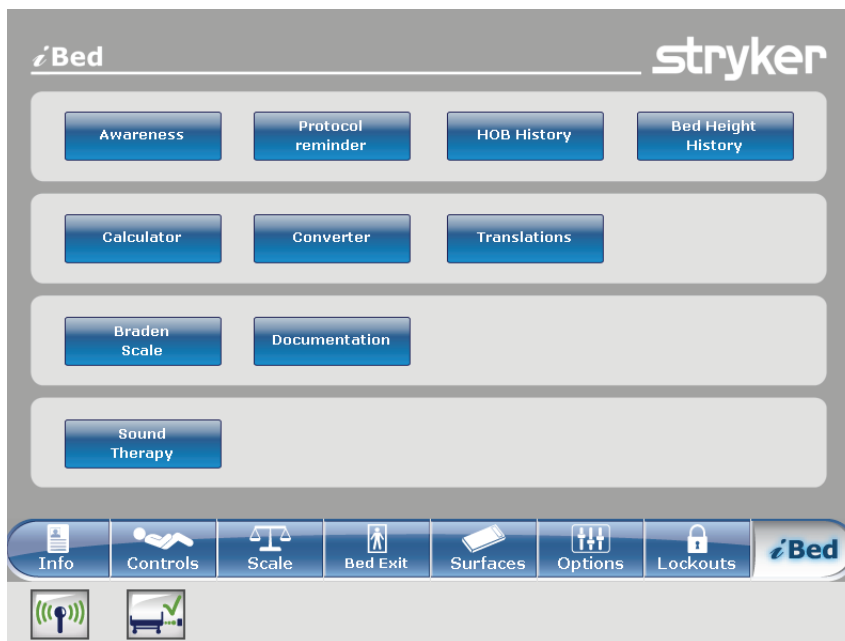 iBed
stryker
Awareness
Protocol
reminder
HOB History
Bed Height
History
Calculator
Converter
Translations
Braden
Scale
Documentation
Sound
Therapy
Info
Controls
Scale
Bed Exit
Surfaces
Options
Lockouts
iBed